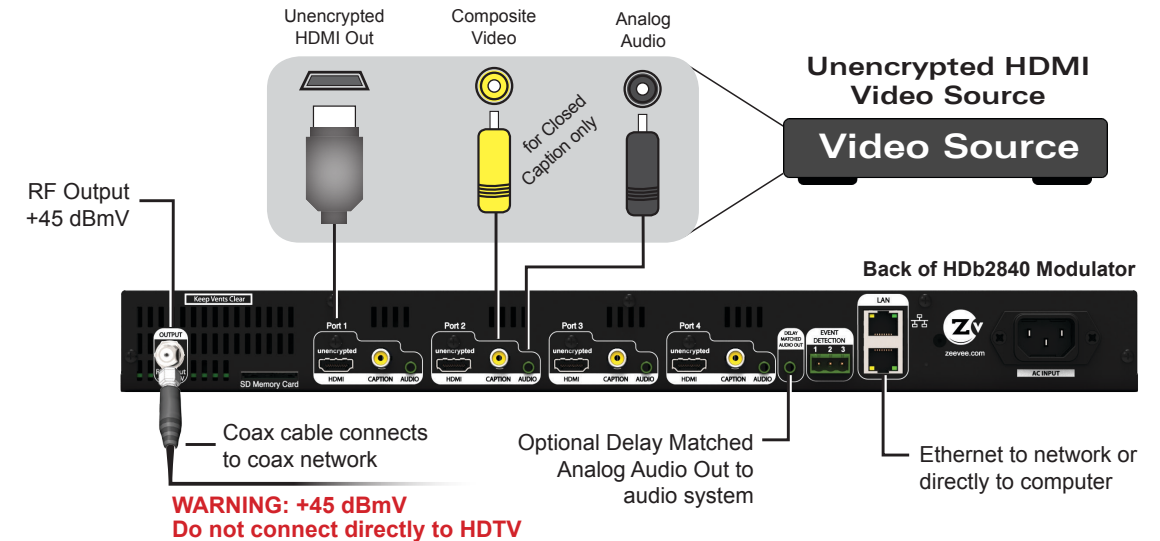 Unencrypted
HDMI Out
Composite
Video
Analog
Audio
for Closed
Caption only
Unencrypted HDMI
Video Source
Video Source
RF Output
+45 dBmV
Back of HDb2840 Modulator
Keep Vents Clear
OUTPUT
SD Memory Card
Port 1
unencrypted
HDMI
CAPTION
AUDIO
Port 2
unencrypted
HDMI
CAPTION
AUDIO
Port 3
unencrypted
HDMI
CAPTION
AUDIO
Port 4
unencrypted
HDMI
CAPTION
AUDIO
DELAY
MATCHED
AUDIO OUT
EVENT
DETECTION
1 2 3
LAN
Zv
zeevee.com
AC INPUT
Coax cable connects
to coax network
WARNING: +45 dBmV
Do not connect directly to HDTV
Optional Delay Matched
Analog Audio Out to
audio system
Ethernet to network or
directly to computer